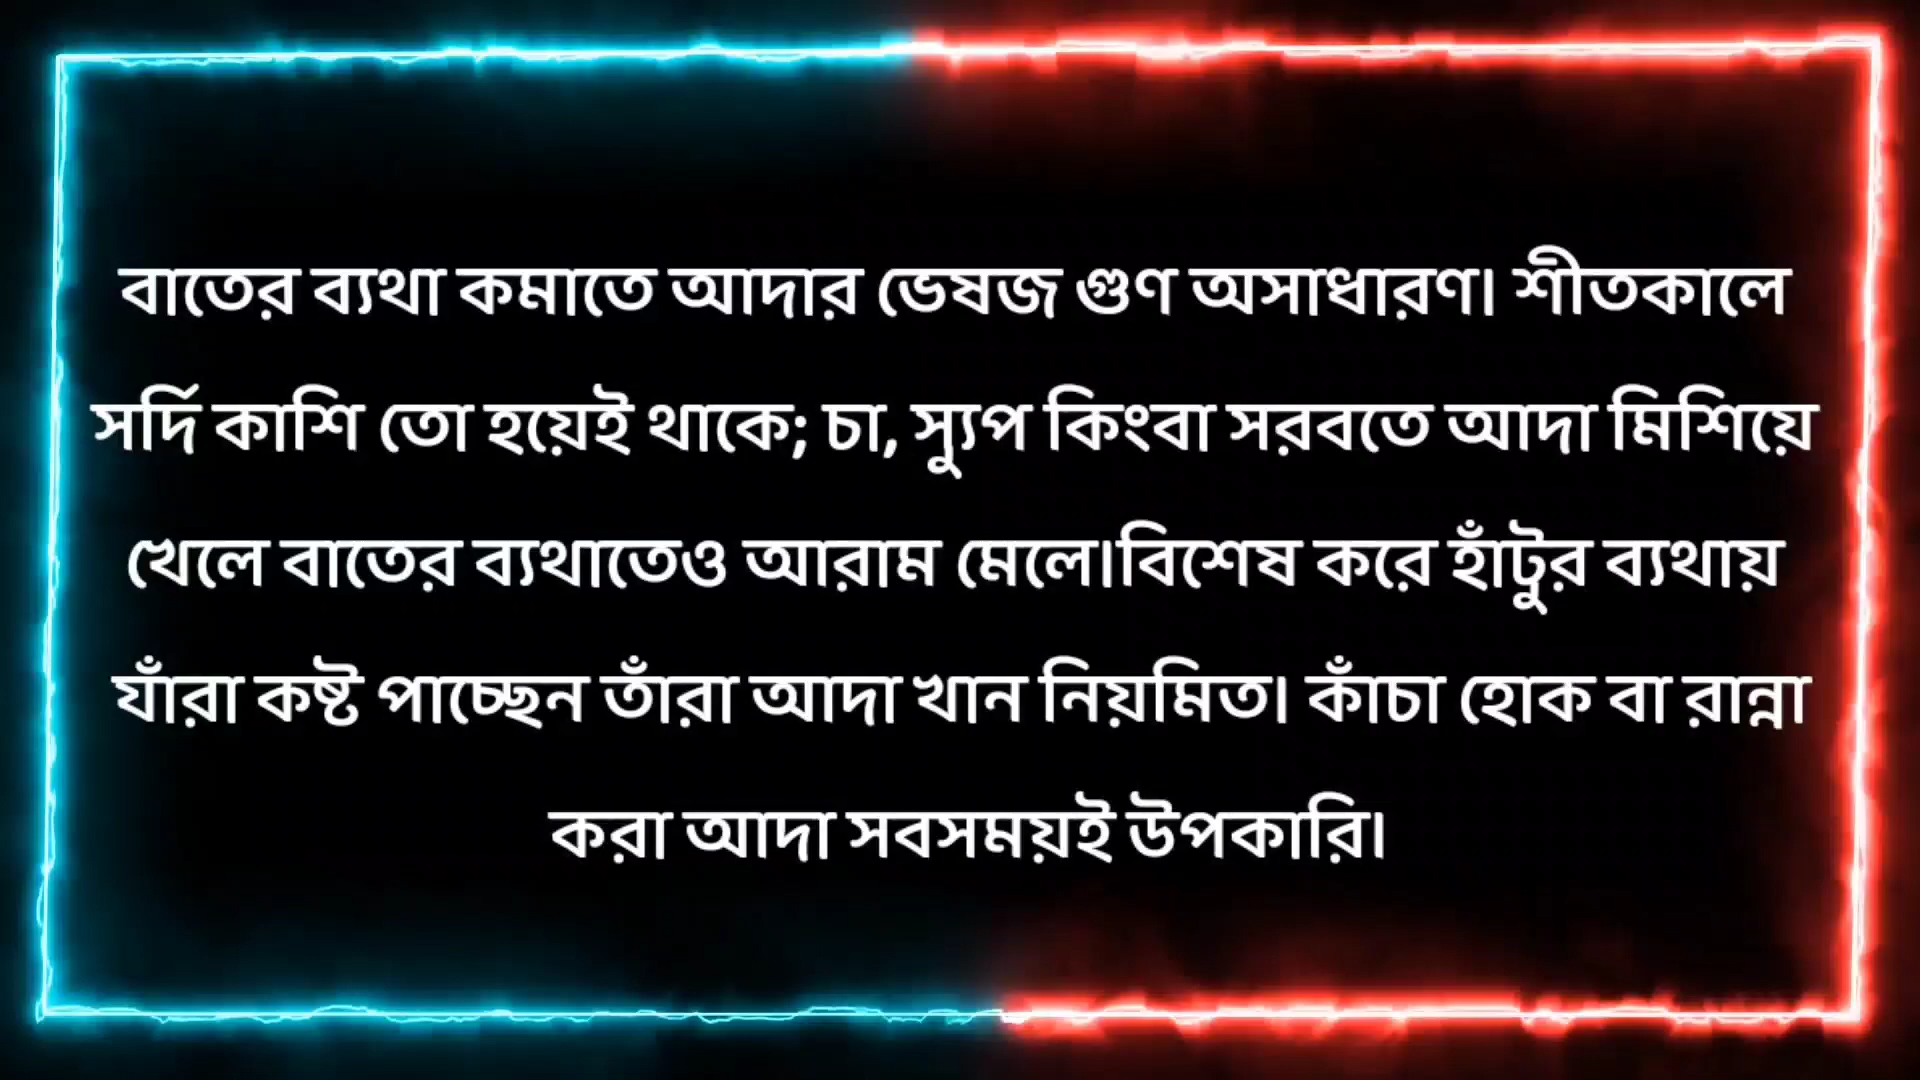 বাতের ব্যথা কমাতে আদার ভেষজ গুণ অসাধারণ। শীতকালে
সর্দি কাশি তো হয়েই থাকে; চা, স্যুপ কিংবা সরবতে আদা মিশিয়ে
খেলে বাতের ব্যথাতেও আরাম মেলে।বিশেষ করে হাঁটুর ব্যথায়
যাঁরা কষ্ট পাচ্ছেন তাঁরা আদা খান নিয়মিত। কাঁচা হোক বা রান্না
করা আদা সবসময়ই উপকারি।